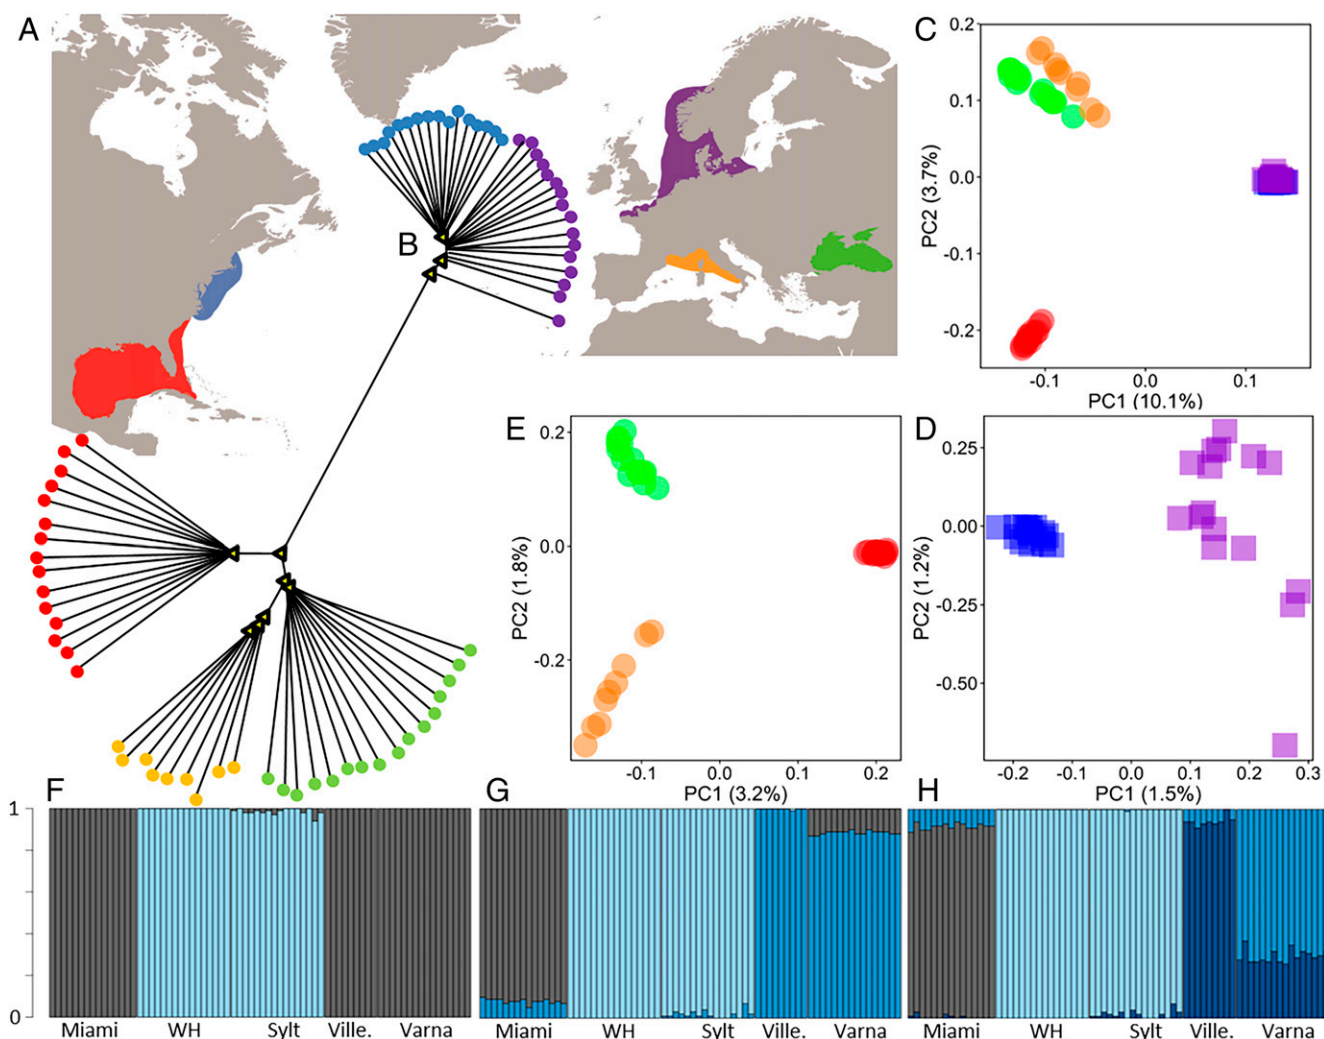 A
B
C
0.2
0.1
0.0
-0.1
-0.2
PC2 (3.7%)
-0.1
0.0
0.1
PC1 (10.1%)
E
0.2
0.0
-0.2
PC2 (1.8%)
-0.1
0.0
0.1
0.2
PC1 (3.2%)
D
0.25
0.00
-0.25
-0.50
PC2 (1.2%)
-0.2
-0.1
0.0
0.1
0.2
0.3
PC1 (1.5%)
F
1
0
Miami WH Sylt Ville. Varna
G
Miami WH Sylt Ville. Varna
H
Miami WH Sylt Ville. Varna